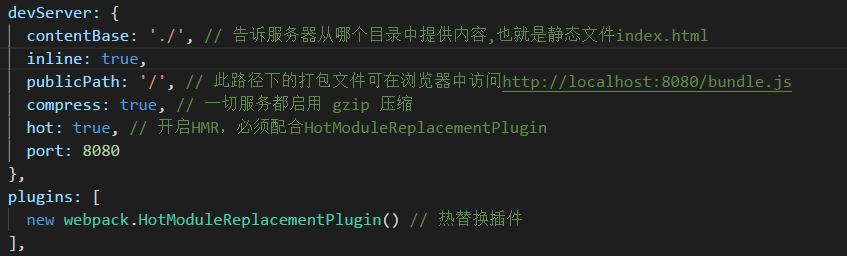 devServer: {
contentBase: './', // 告诉服务器从哪个目录中提供内容,也就是静态文件index.html
inline: true,
publicPath: '/', // 此路径下的打包文件可在浏览器中访问http://localhost:8080/bundle.js
compress: true, // 一切服务都启用 gzip 压缩
hot: true, // 开启HMR，必须配合HotModuleReplacementPlugin
port: 8080
},
plugins: [
new webpack.HotModuleReplacementPlugin() // 热替换插件
],